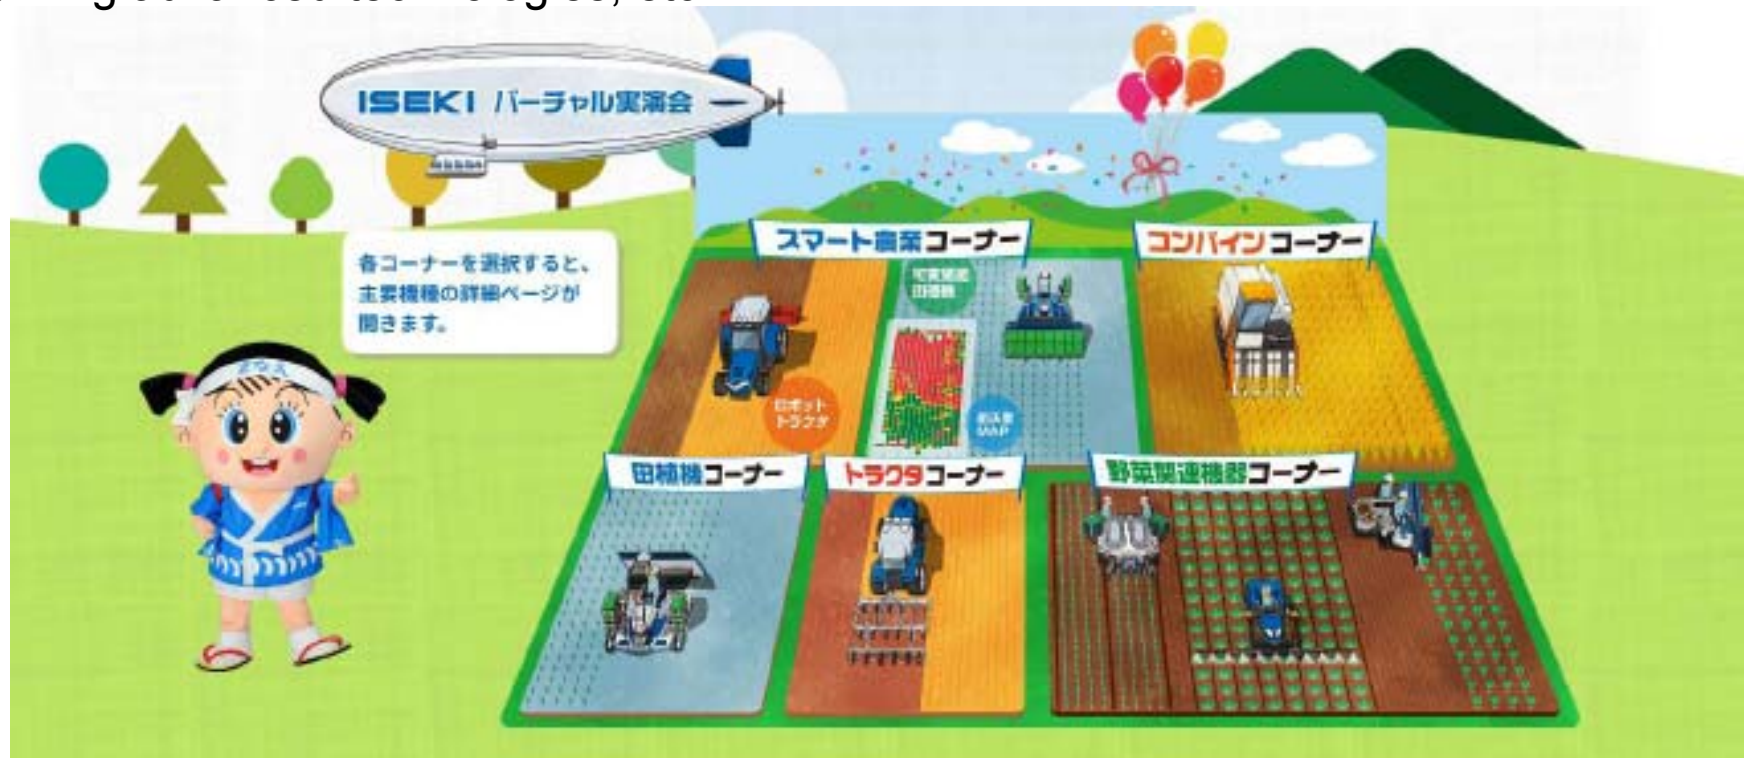 ISEKI バーチャル実演会
各コーナーを選択すると、
主要機種の詳細ページが
開きます。
スマート農業コーナー
コンバインコーナー
ロボット
トラクタ
MAP
田植機コーナー
トラクタコーナー
野菜関連機器コーナー
さなえ